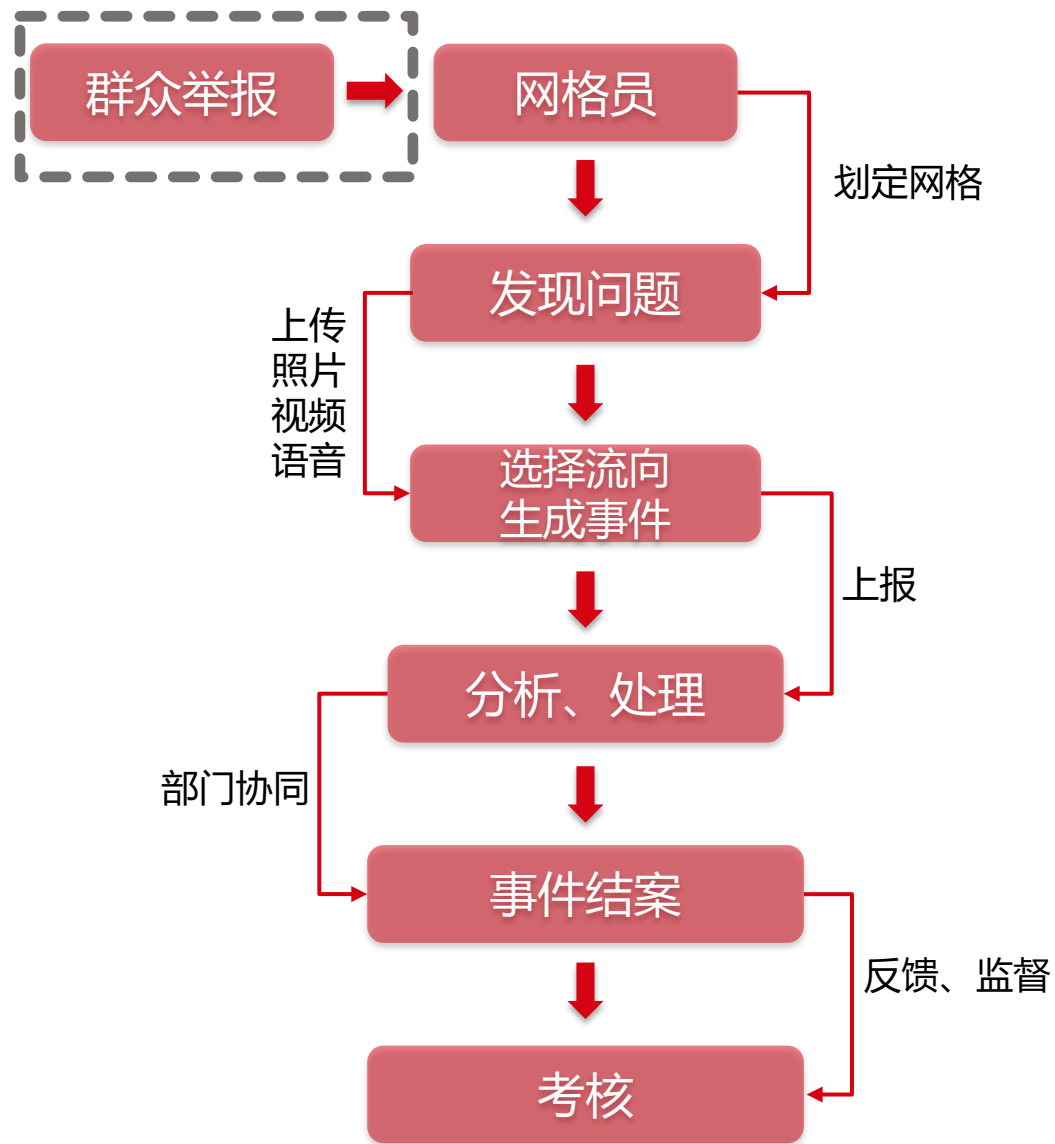 群众举报
网格员
划定网格
发现问题
上传
照片
视频
语音
选择流向
生成事件
上报
分析、处理
部门协同
事件结案
反馈、监督
考核